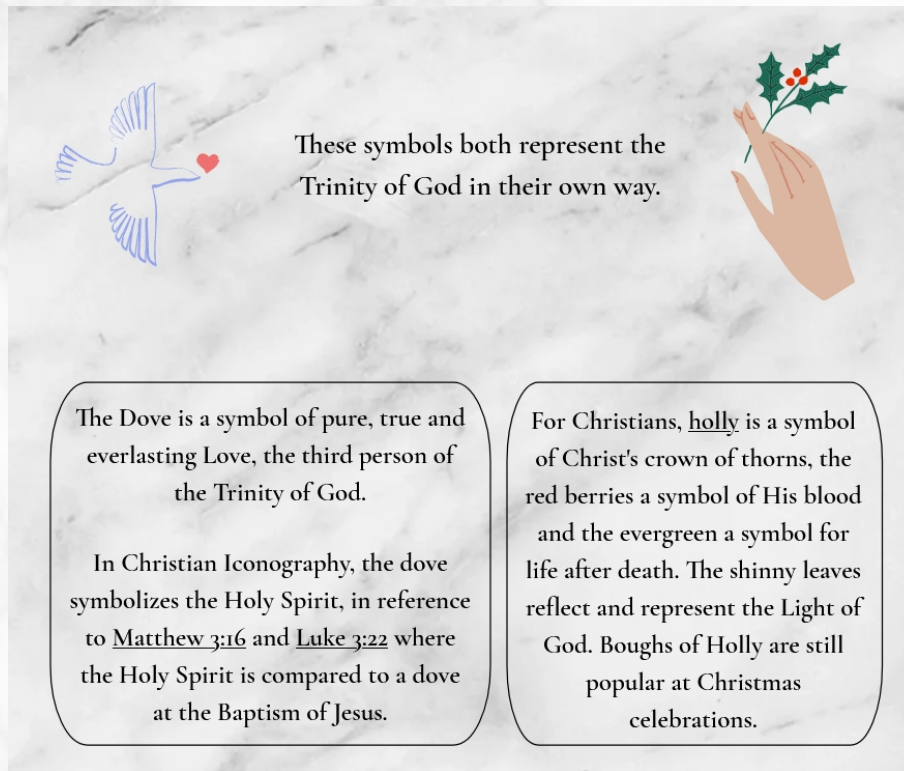 These symbols both represent the
Trinity of God in their own way.
The Dove is a symbol of pure, true and
everlasting Love, the third person of
the Trinity of God.
In Christian Iconography, the dove
symbolizes the Holy Spirit, in reference
to Matthew 3:16 and Luke 3:22 where
the Holy Spirit is compared to a dove
at the Baptism of Jesus.
For Christians, holly is a symbol
of Christ's crown of thorns, the
red berries a symbol of His blood
and the evergreen a symbol for
life after death. The shinny leaves
reflect and represent the Light of
God. Boughs of Holly are still
popular at Christmas
celebrations.